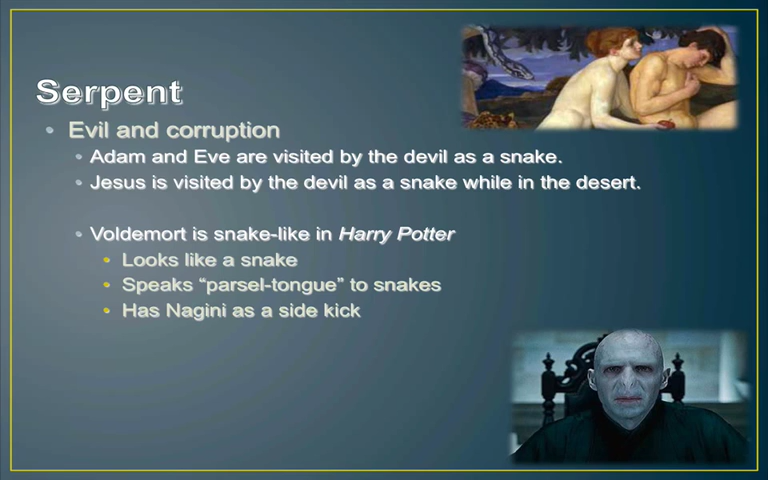 Serpent
• Evil and corruption
• Adam and Eve are visited by the devil as a snake.
• Jesus is visited by the devil as a snake while in the desert.
• Voldemort is snake-like in Harry Potter
• Looks like a snake
• Speaks “parsel-tongue” to snakes
• Has Nagini as a side kick